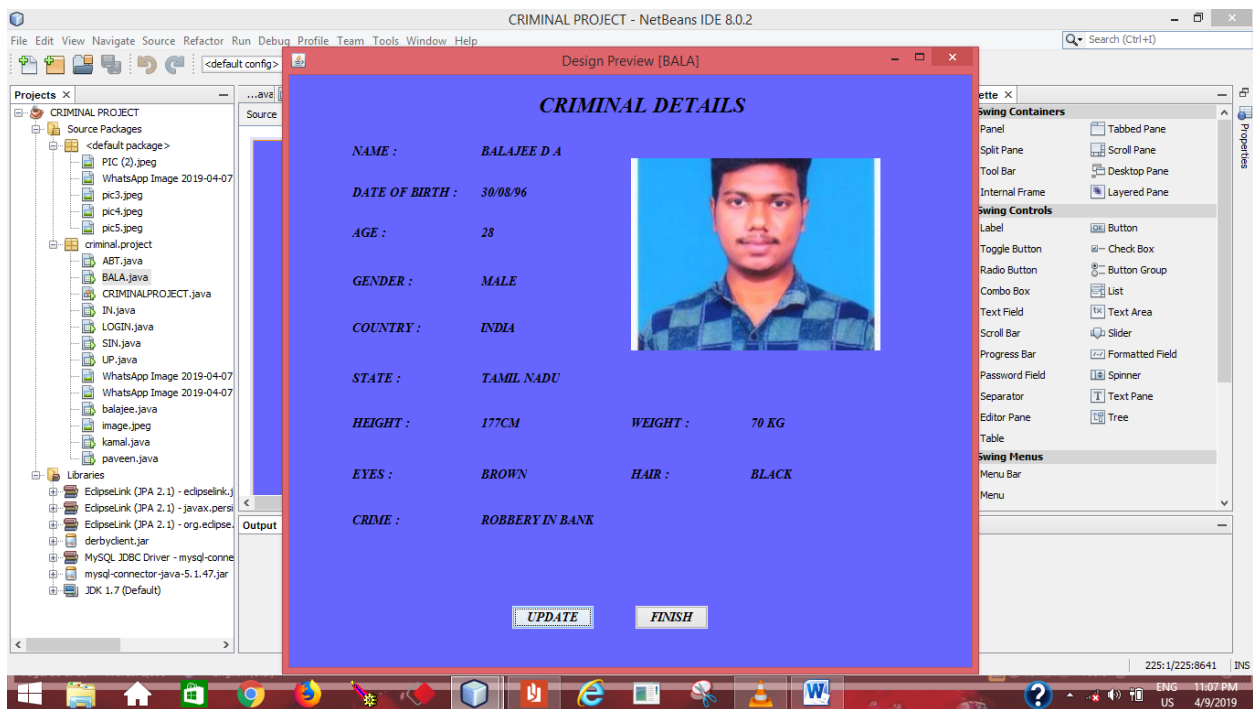 CRIMINAL PROJECT - NetBeans IDE 8.0.2
File Edit View Navigate Source Refactor Run Debug Profile Team Tools Window Help
Search (Ctrl+I)
<default config>
Design Preview [BALA]
Projects
CRIMINAL PROJECT
Source Packages
<default package>
PIC (2).jpeg
WhatsApp Image 2019-04-07
pic3.jpeg
pic4.jpeg
pic5.jpeg
criminal.project
ABT.java
BALA.java
CRIMINALPROJECT.java
IN.java
LOGIN.java
SIN.java
UP.java
WhatsApp Image 2019-04-07
WhatsApp Image 2019-04-07
balajee.java
image.jpeg
kamal.java
paveen.java
Libraries
EclipseLink (JPA 2.1) - eclipselink.j
EclipseLink (JPA 2.1) - javax.persi
EclipseLink (JPA 2.1) - org.eclipse.
derbyclient.jar
MySQL JDBC Driver - mysql-conne
mysql-connector-java-5.1.47.jar
JDK 1.7 (Default)
...ava
Source
Output
CRIMINAL DETAILS
NAME : BALAJEE D A
DATE OF BIRTH : 30/08/96
AGE : 28
GENDER : MALE
COUNTRY : INDIA
STATE : TAMIL NADU
HEIGHT : 177CM WEIGHT : 70 KG
EYES : BROWN HAIR : BLACK
CRIME : ROBBERY IN BANK
UPDATE FINISH
ette
Swing Containers
Panel Tabbed Pane
Split Pane Scroll Pane
Tool Bar Desktop Pane
Internal Frame Layered Pane
Swing Controls
Label Button
Toggle Button Check Box
Radio Button Button Group
Combo Box List
Text Field Text Area
Scroll Bar Slider
Progress Bar Formatted Field
Password Field Spinner
Separator Text Pane
Editor Pane Tree
Table
Swing Menus
Menu Bar
Menu
Properties
225:1/225:8641 INS
ENG
US
11:07 PM
4/9/2019